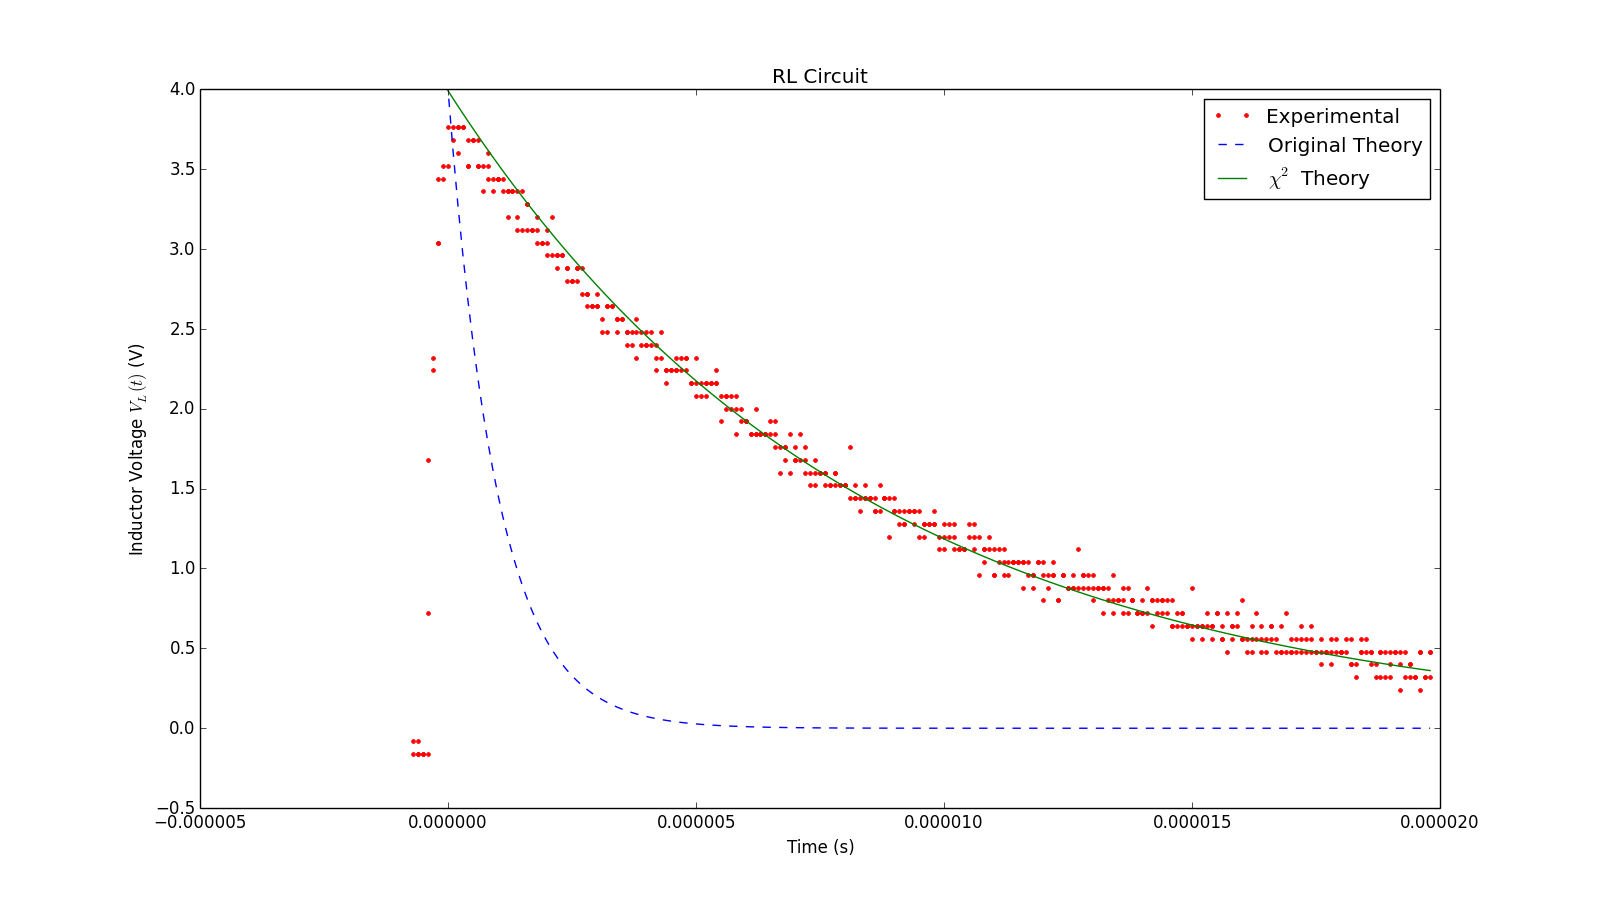 RL Circuit
4.0
3.5
3.0
2.5
2.0
1.5
1.0
0.5
0.0
−0.5
Inductor Voltage V_L(t) (V)
Experimental
Original Theory
χ² Theory
−0.000005 0.000000 0.000005 0.000010 0.000015 0.000020
Time (s)